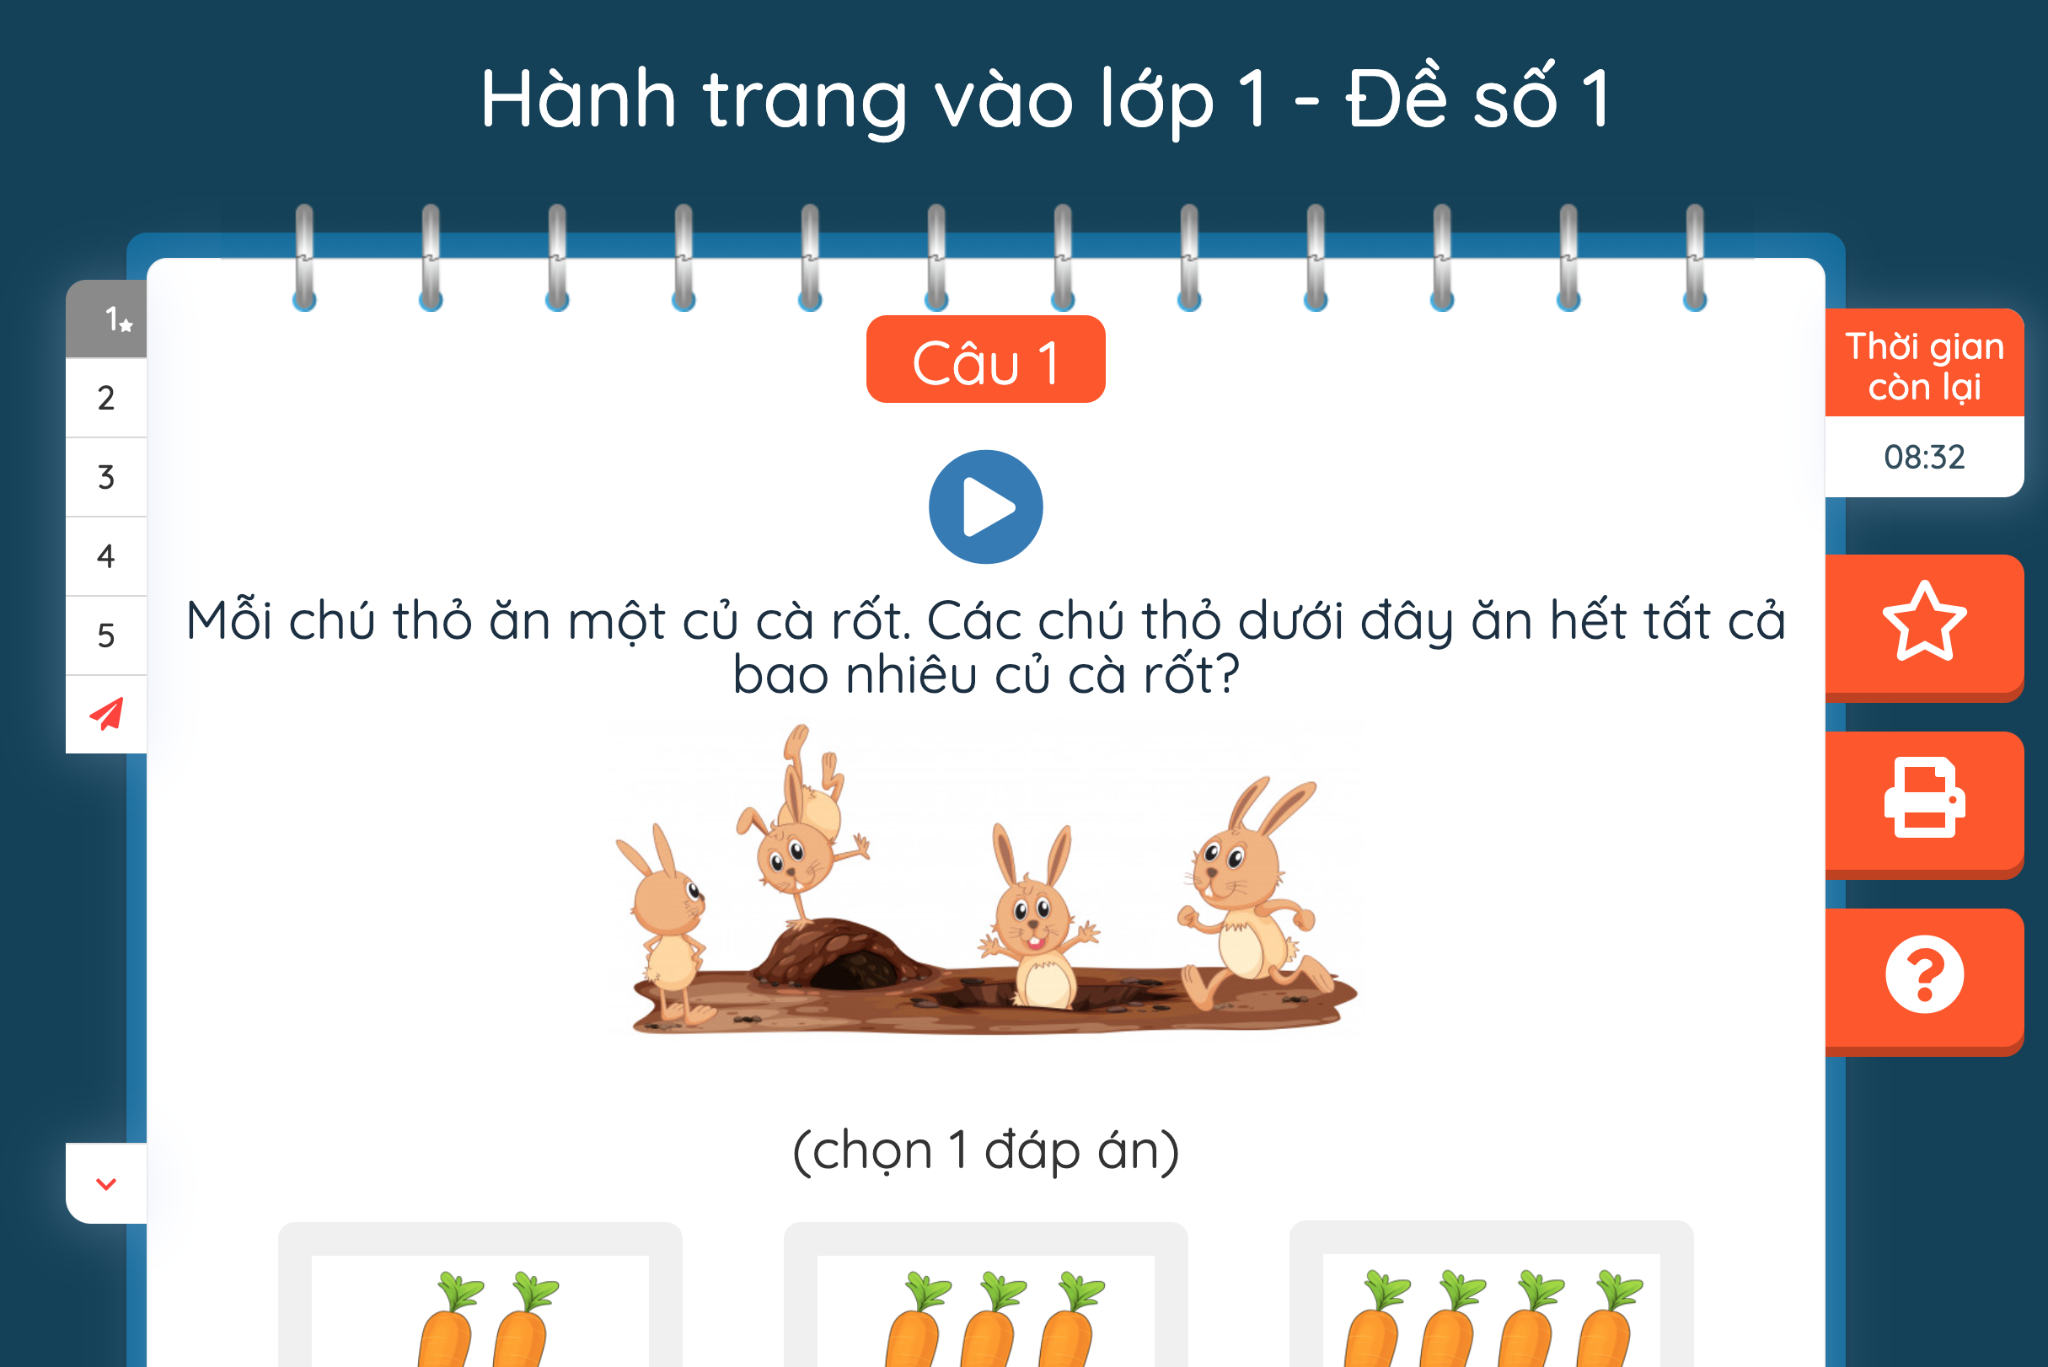 Hành trang vào lớp 1 - Đề số 1
1
2
3
4
5
Câu 1
Thời gian
còn lại
08:32
Mỗi chú thỏ ăn một củ cà rốt. Các chú thỏ dưới đây ăn hết tất cả
bao nhiêu củ cà rốt?
(chọn 1 đáp án)